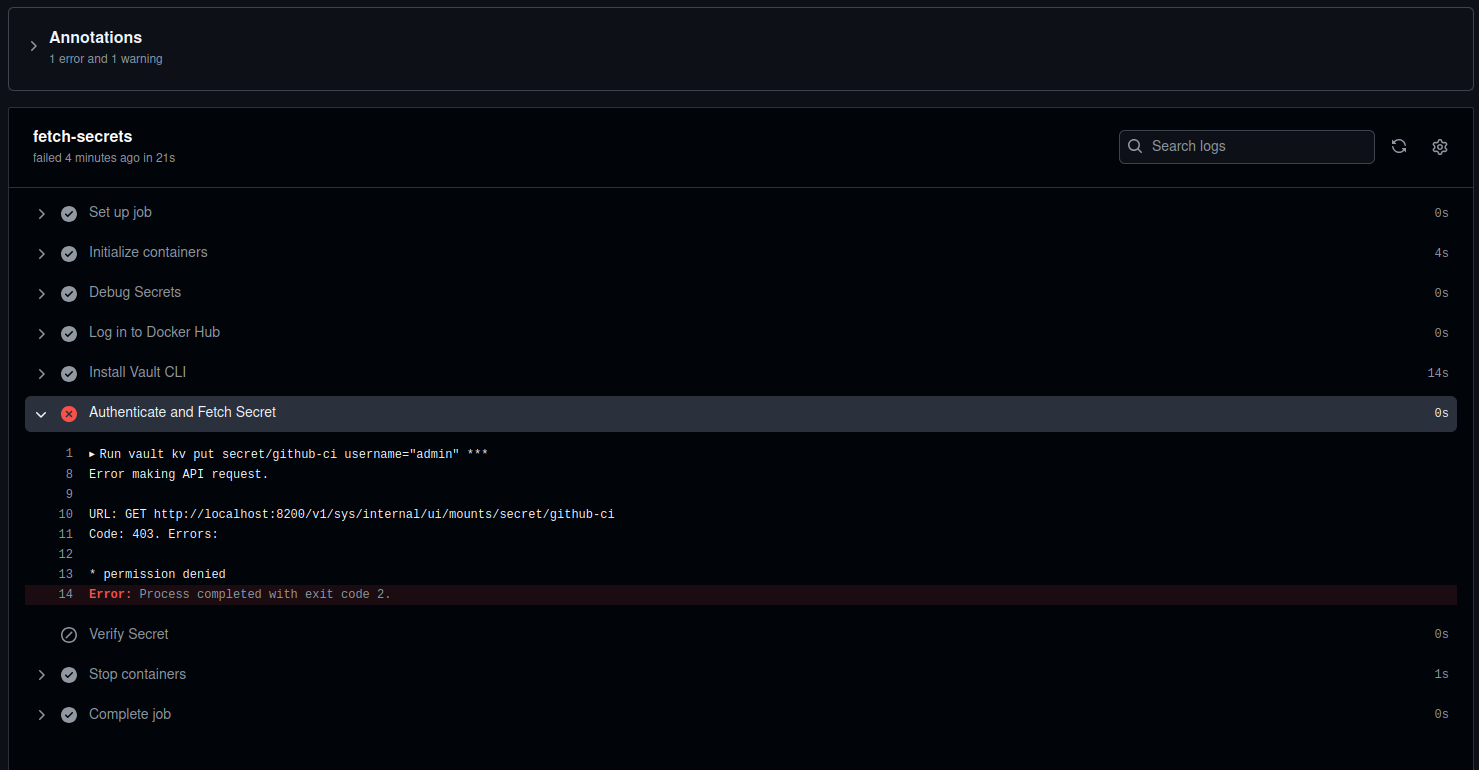 Annotations
1 error and 1 warning
fetch-secrets
failed 4 minutes ago in 21s
Search logs
Set up job 0s
Initialize containers 4s
Debug Secrets 0s
Log in to Docker Hub 0s
Install Vault CLI 14s
Authenticate and Fetch Secret 0s
1 ▸ Run vault kv put secret/github-ci username="admin" ***
8 Error making API request.
9
10 URL: GET http://localhost:8200/v1/sys/internal/ui/mounts/secret/github-ci
11 Code: 403. Errors:
12
13 * permission denied
14 Error: Process completed with exit code 2.
Verify Secret 0s
Stop containers 1s
Complete job 0s